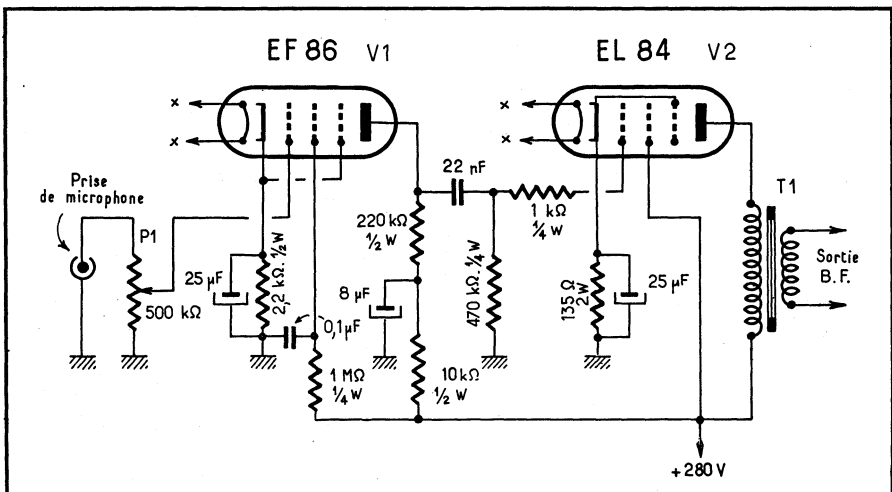 EF 86 V1
EL 84 V2
x
x
x
x
Prise
de microphone
P1
500 kΩ
25 µF
2,2 kΩ. ½ W
0,1µF
1 MΩ
¼ W
8 µF
220 kΩ
½ W
10 kΩ
½ W
22 nF
470 kΩ. ¼ W
1 kΩ
¼ W
135 Ω
2 W
25 µF
T1
Sortie
B.F.
+ 280 V